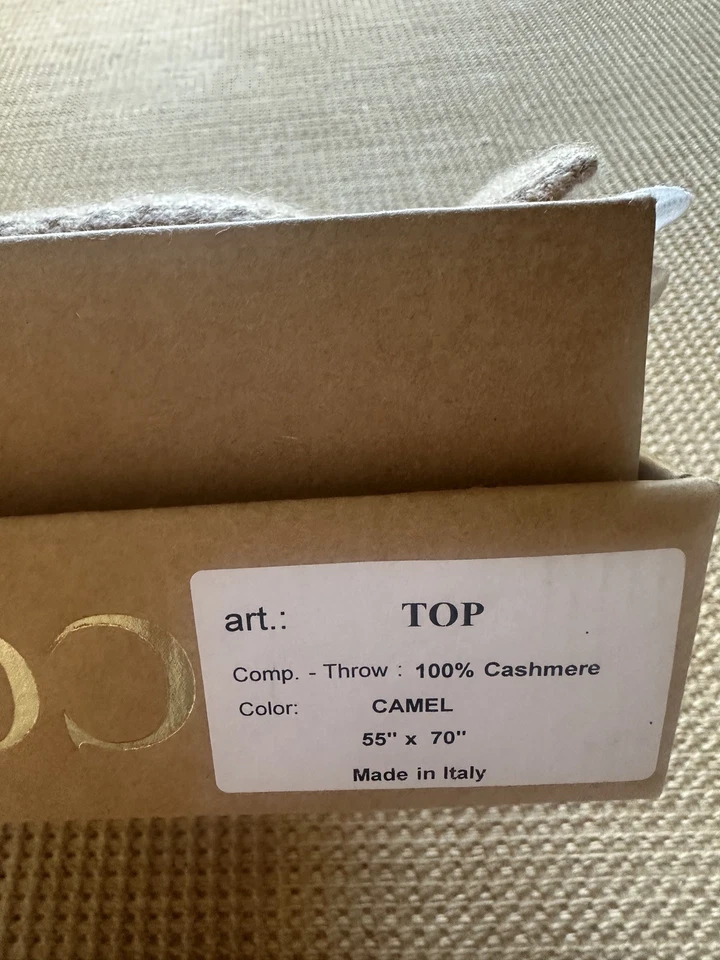 art.: TOP
Comp. - Throw : 100% Cashmere
Color: CAMEL
55" x 70"
Made in Italy